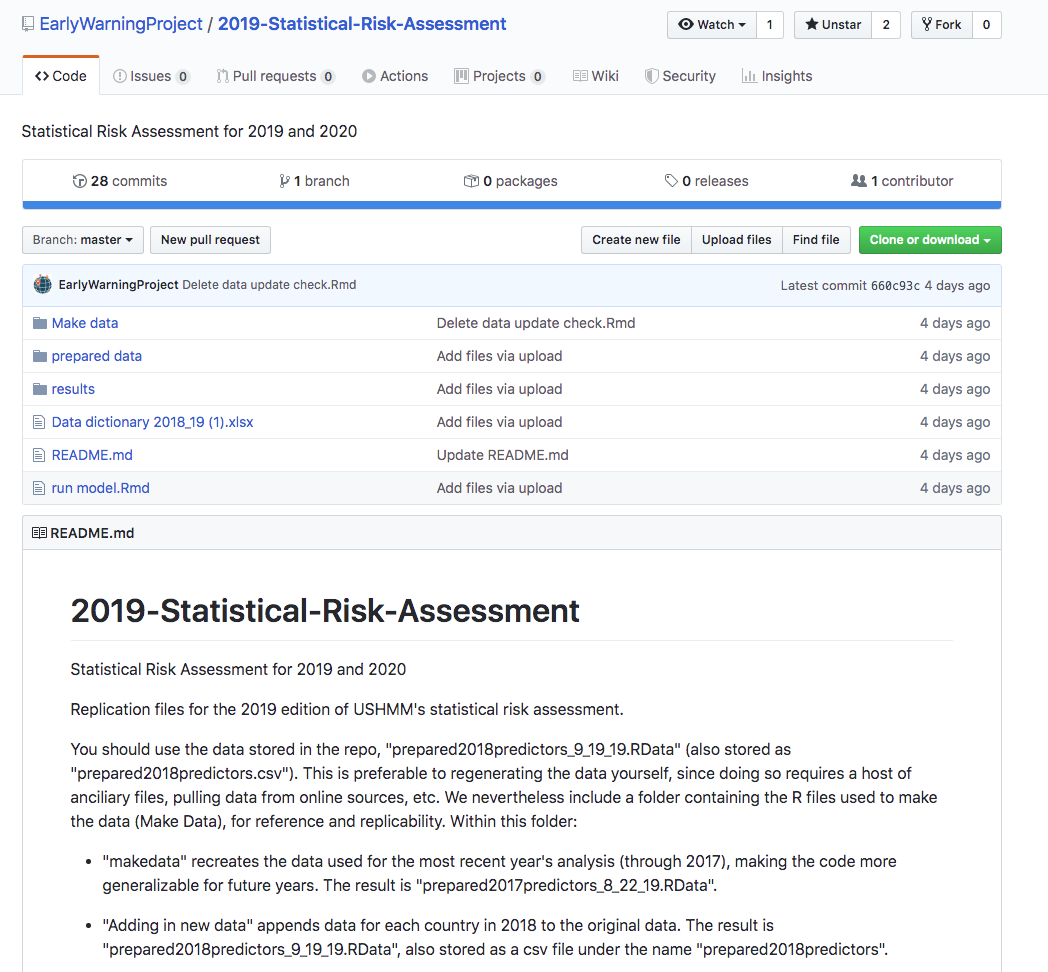 EarlyWarningProject / 2019-Statistical-Risk-Assessment
Watch 1 Unstar 2 Fork 0
Code Issues 0 Pull requests 0 Actions Projects 0 Wiki Security Insights
Statistical Risk Assessment for 2019 and 2020
28 commits 1 branch 0 packages 0 releases 1 contributor
Branch: master New pull request Create new file Upload files Find file Clone or download
EarlyWarningProject Delete data update check.Rmd Latest commit 660c93c 4 days ago
Make data Delete data update check.Rmd 4 days ago
prepared data Add files via upload 4 days ago
results Add files via upload 4 days ago
Data dictionary 2018_19 (1).xlsx Add files via upload 4 days ago
README.md Update README.md 4 days ago
run model.Rmd Add files via upload 4 days ago
README.md
2019-Statistical-Risk-Assessment
Statistical Risk Assessment for 2019 and 2020
Replication files for the 2019 edition of USHMM's statistical risk assessment.
You should use the data stored in the repo, "prepared2018predictors_9_19_19.RData" (also stored as
"prepared2018predictors.csv"). This is preferable to regenerating the data yourself, since doing so requires a host of
anciliary files, pulling data from online sources, etc. We nevertheless include a folder containing the R files used to make
the data (Make Data), for reference and replicability. Within this folder:
• "makedata" recreates the data used for the most recent year's analysis (through 2017), making the code more
generalizable for future years. The result is "prepared2017predictors_8_22_19.RData".
• "Adding in new data" appends data for each country in 2018 to the original data. The result is
"prepared2018predictors_9_19_19.RData", also stored as a csv file under the name "prepared2018predictors".